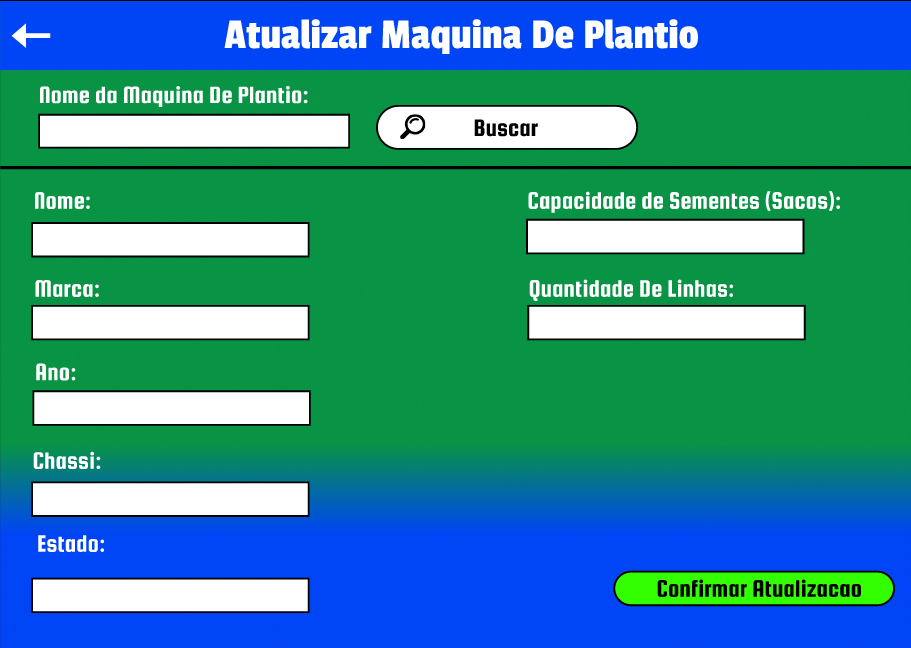 Atualizar Maquina De Plantio
Nome da Maquina De Plantio:
Buscar
Nome:
Capacidade de Sementes (Sacos):
Marca:
Quantidade De Linhas:
Ano:
Chassi:
Estado:
Confirmar Atualizacao